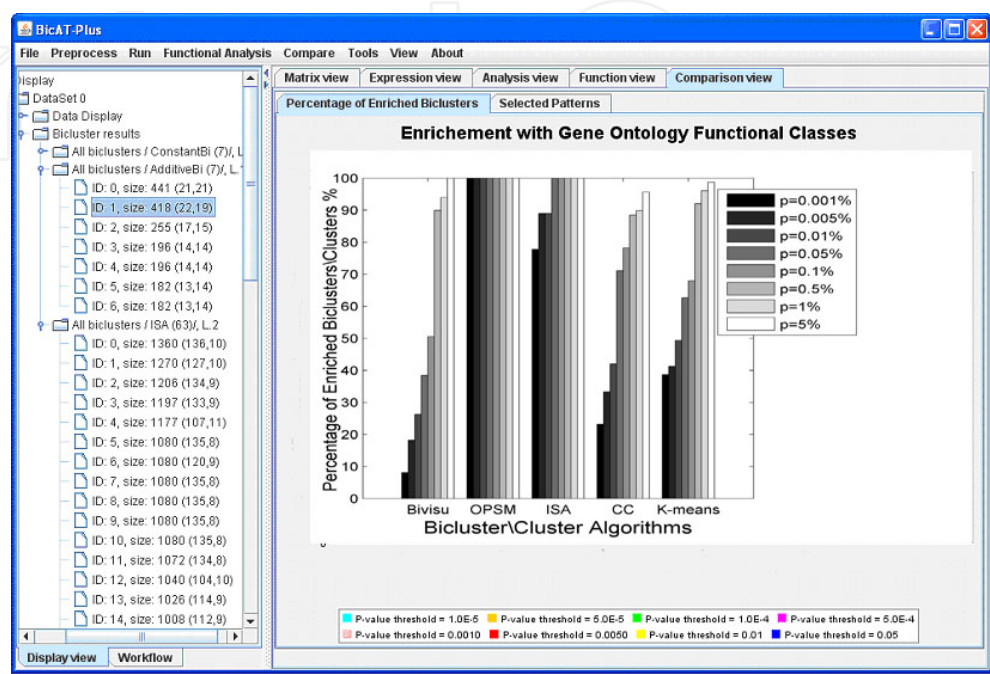 BicAT-Plus
File Preprocess Run Functional Analysis Compare Tools View About
isplay
DataSet 0
Data Display
Bicluster results
All biclusters / ConstantBi (7)/, L
All biclusters / AdditiveBi (7)/, L.
ID: 0, size: 441 (21,21)
ID: 1, size: 418 (22,19)
ID: 2, size: 255 (17,15)
ID: 3, size: 196 (14,14)
ID: 4, size: 196 (14,14)
ID: 5, size: 182 (13,14)
ID: 6, size: 182 (13,14)
All biclusters / ISA (63)/, L.2
ID: 0, size: 1360 (136,10)
ID: 1, size: 1270 (127,10)
ID: 2, size: 1206 (134,9)
ID: 3, size: 1197 (133,9)
ID: 4, size: 1177 (107,11)
ID: 5, size: 1080 (135,8)
ID: 6, size: 1080 (120,9)
ID: 7, size: 1080 (135,8)
ID: 8, size: 1080 (135,8)
ID: 9, size: 1080 (135,8)
ID: 10, size: 1080 (135,8)
ID: 11, size: 1072 (134,8)
ID: 12, size: 1040 (104,10)
ID: 13, size: 1026 (114,9)
ID: 14, size: 1008 (112,9)
Display view Workflow
Matrix view Expression view Analysis view Function view Comparison view
Percentage of Enriched Biclusters Selected Patterns
Enrichement with Gene Ontology Functional Classes
Percentage of Enriched Biclusters\Clusters %
100
90
80
70
60
50
40
30
20
10
0
p=0.001%
p=0.005%
p=0.01%
p=0.05%
p=0.1%
p=0.5%
p=1%
p=5%
Bivisu OPSM ISA CC K-means
Bicluster\Cluster Algorithms
P-value threshold = 1.0E-5 P-value threshold = 5.0E-5 P-value threshold = 1.0E-4 P-value threshold = 5.0E-4
P-value threshold = 0.0010 P-value threshold = 0.0050 P-value threshold = 0.01 P-value threshold = 0.05